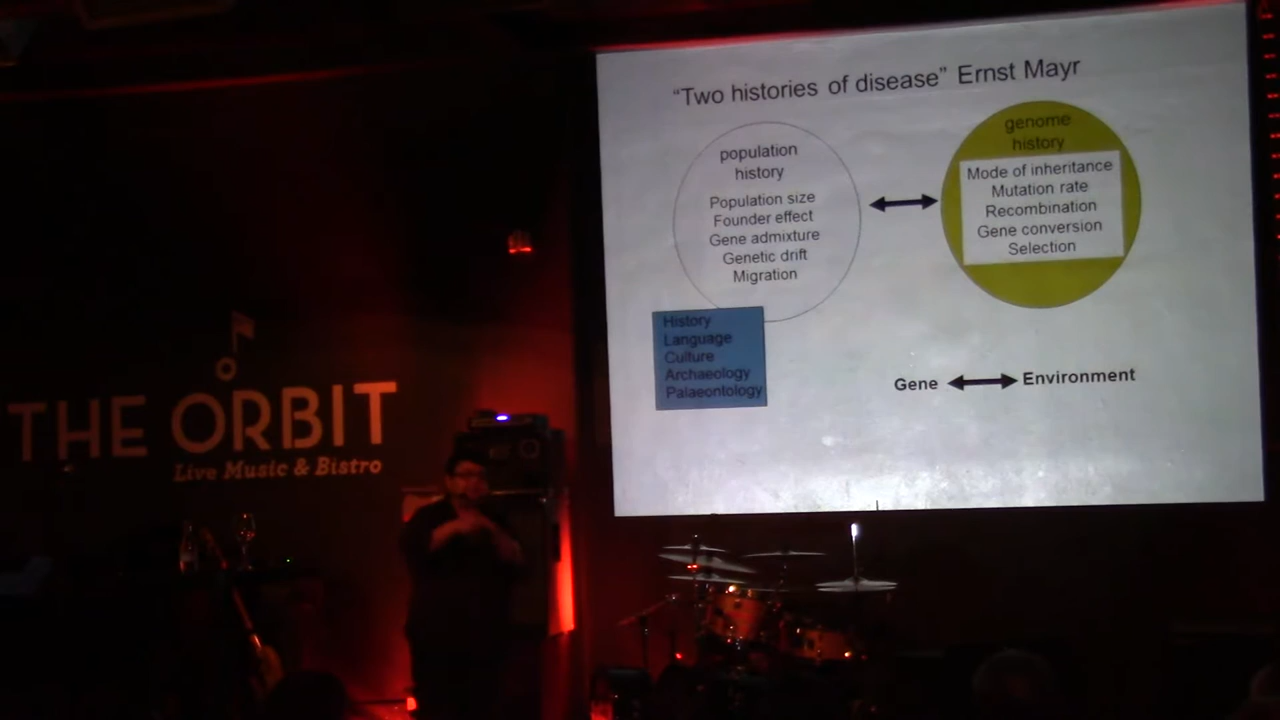 "Two histories of disease" Ernst Mayr
population
history
Population size
Founder effect
Gene admixture
Genetic drift
Migration
genome
history
Mode of inheritance
Mutation rate
Recombination
Gene conversion
Selection
History
Language
Culture
Archaeology
Palaeontology
Gene
Environment
THE ORBIT
Live Music & Bistro